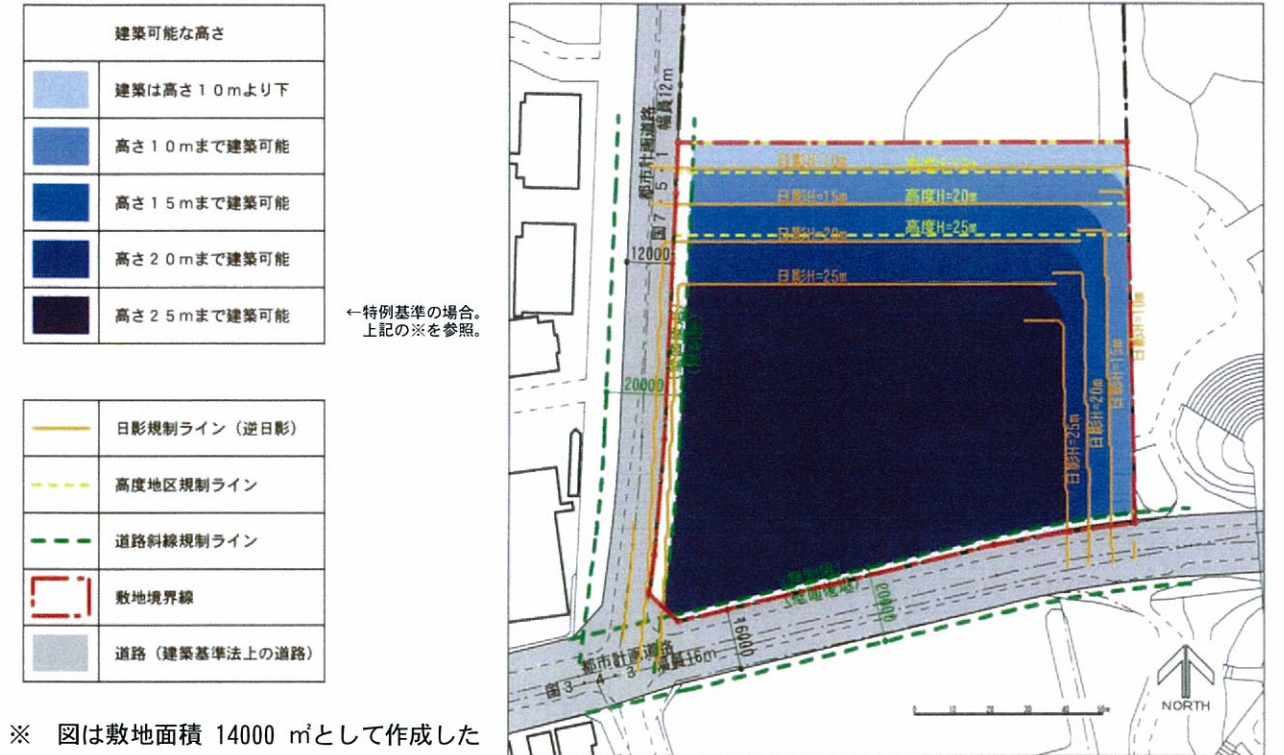 建築可能な高さ
建築は高さ１０ｍより下
高さ１０ｍまで建築可能
高さ１５ｍまで建築可能
高さ２０ｍまで建築可能
高さ２５ｍまで建築可能
←特例基準の場合。
上記の※を参照。
日影規制ライン（逆日影）
高度地区規制ライン
道路斜線規制ライン
敷地境界線
道路（建築基準法上の道路）
※　図は敷地面積 14000 ㎡として作成した
都市計画道路
幅員12m
国７５１
12000
20000
日影H=10m
日影H=15m
高度H=20m
日影H=20m
高度H=25m
日影H=25m
日影H=10m
日影H=15m
日影H=20m
日影H=25m
都市計画道路
国３・４・３
幅員16m
16000
20000
NORTH